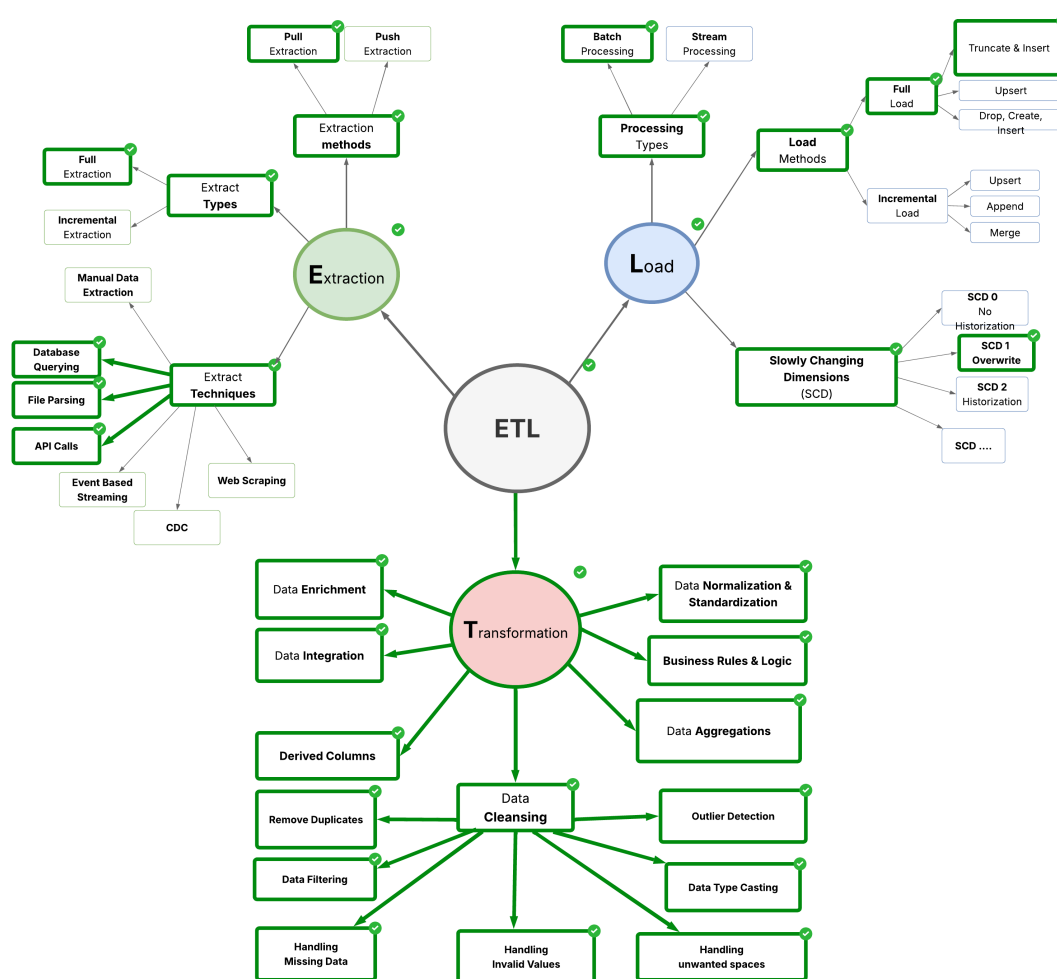 Pull
Extraction
Push
Extraction
Batch
Processing
Stream
Processing
Truncate & Insert
Full
Load
Upsert
Drop, Create,
Insert
Extraction
methods
Processing
Types
Load
Methods
Full
Extraction
Extract
Types
Incremental
Extraction
Incremental
Load
Upsert
Append
Merge
Extraction
Load
Manual Data
Extraction
SCD 0
No
Historization
SCD 1
Overwrite
SCD 2
Historization
SCD ....
Slowly Changing
Dimensions
(SCD)
Database
Querying
File Parsing
API Calls
Extract
Techniques
Event Based
Streaming
CDC
Web Scraping
ETL
Transformation
Data Enrichment
Data Integration
Derived Columns
Data Normalization &
Standardization
Business Rules & Logic
Data Aggregations
Data
Cleansing
Remove Duplicates
Data Filtering
Handling
Missing Data
Handling
Invalid Values
Handling
unwanted spaces
Data Type Casting
Outlier Detection